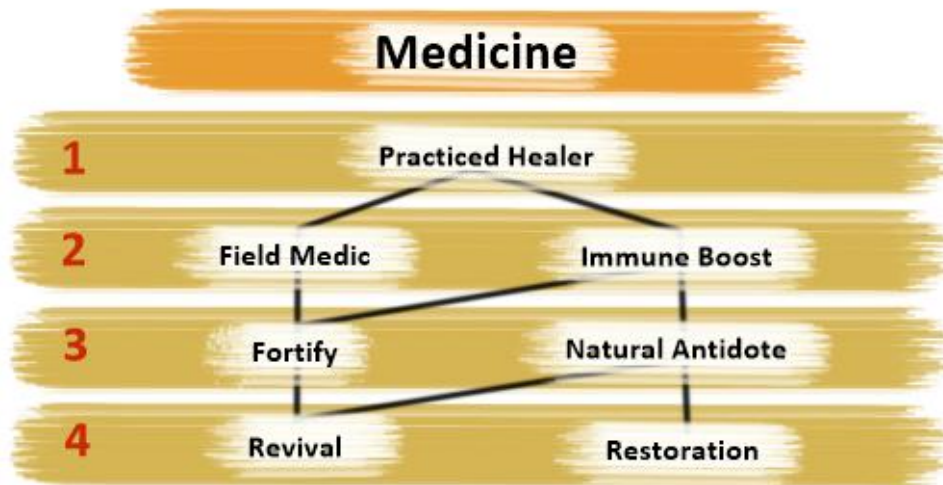 Medicine
1 Practiced Healer
2 Field Medic Immune Boost
3 Fortify Natural Antidote
4 Revival Restoration